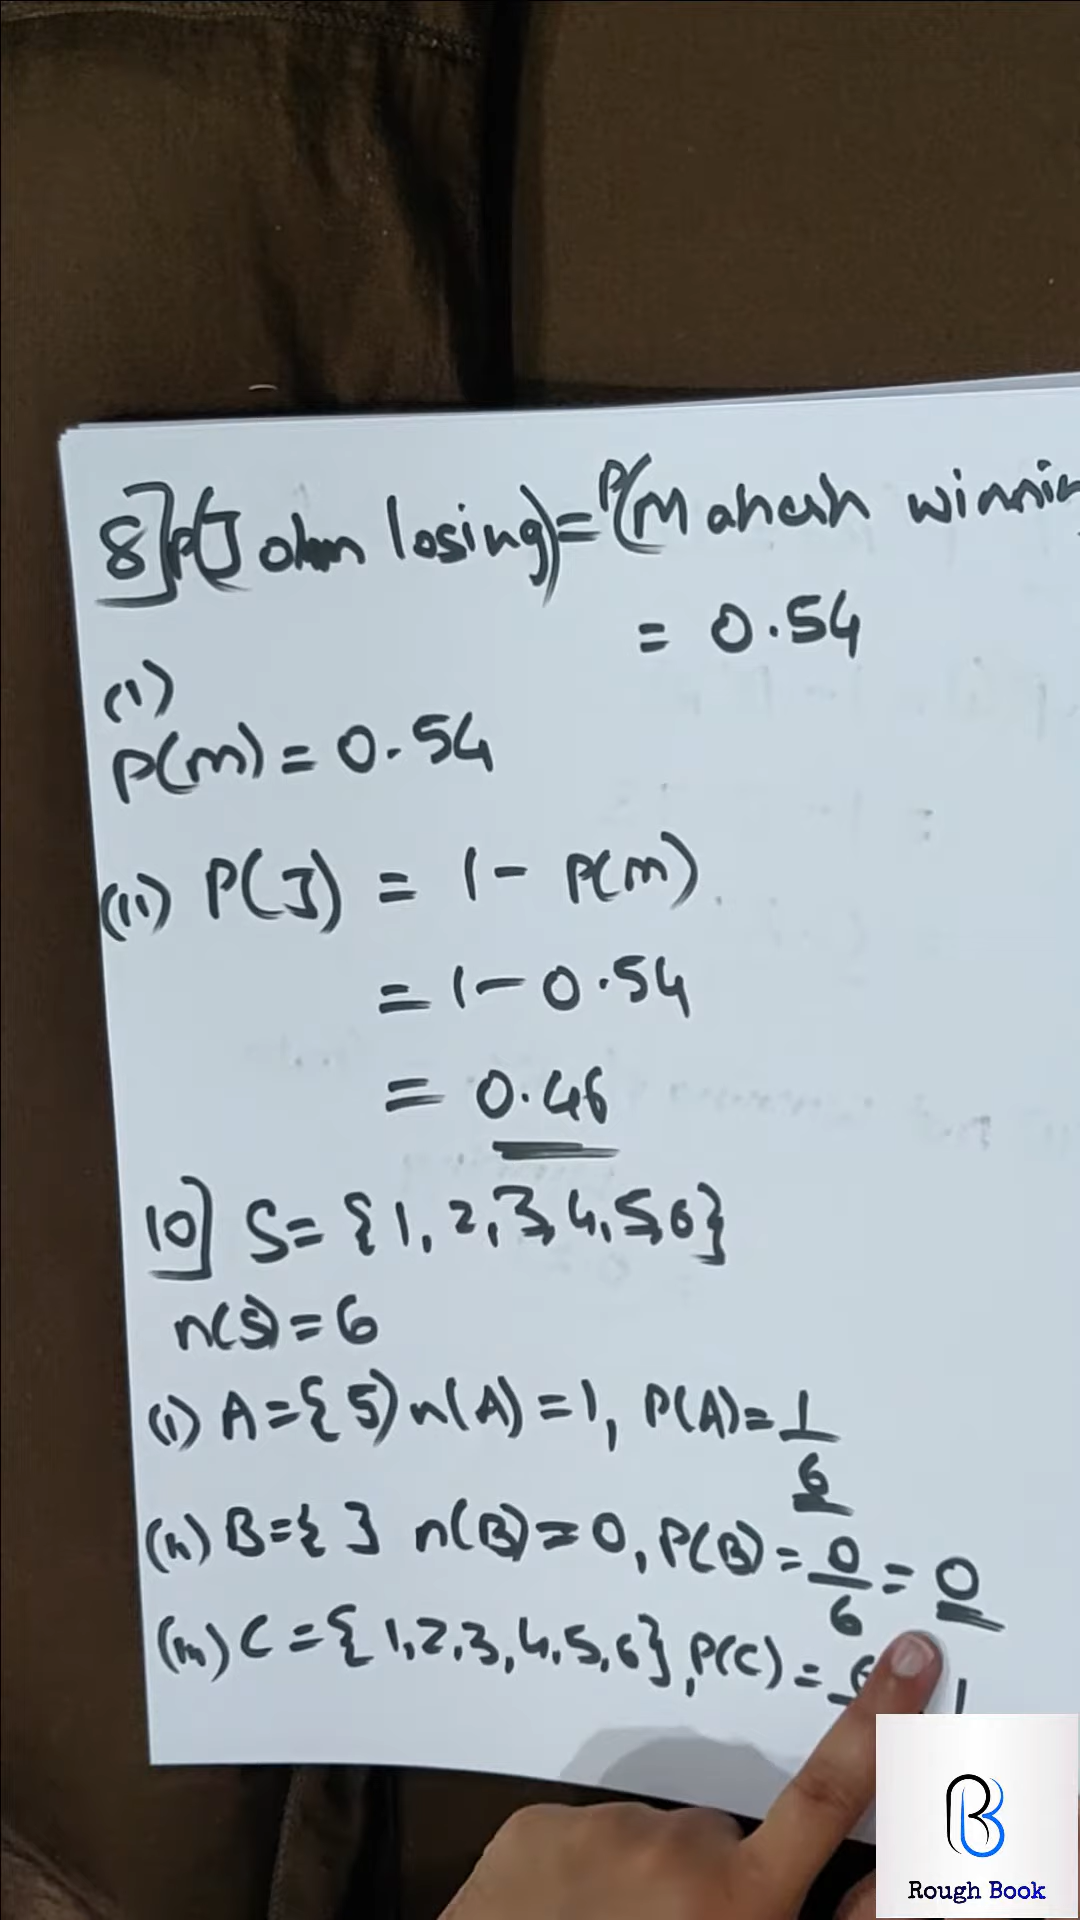 8] P(John losing) = P(Mahesh winnin
= 0.54
(i)
P(M) = 0.54
(ii) P(J) = 1 - P(M)
= 1 - 0.54
= 0.46
10] S = {1, 2, 3, 4, 5, 6}
n(S) = 6
(i) A = {5} n(A) = 1, P(A) = 1/6
(ii) B = { } n(B) = 0, P(B) = 0/6 = 0
(iii) C = {1, 2, 3, 4, 5, 6}, P(C) = 1
B
Rough Book